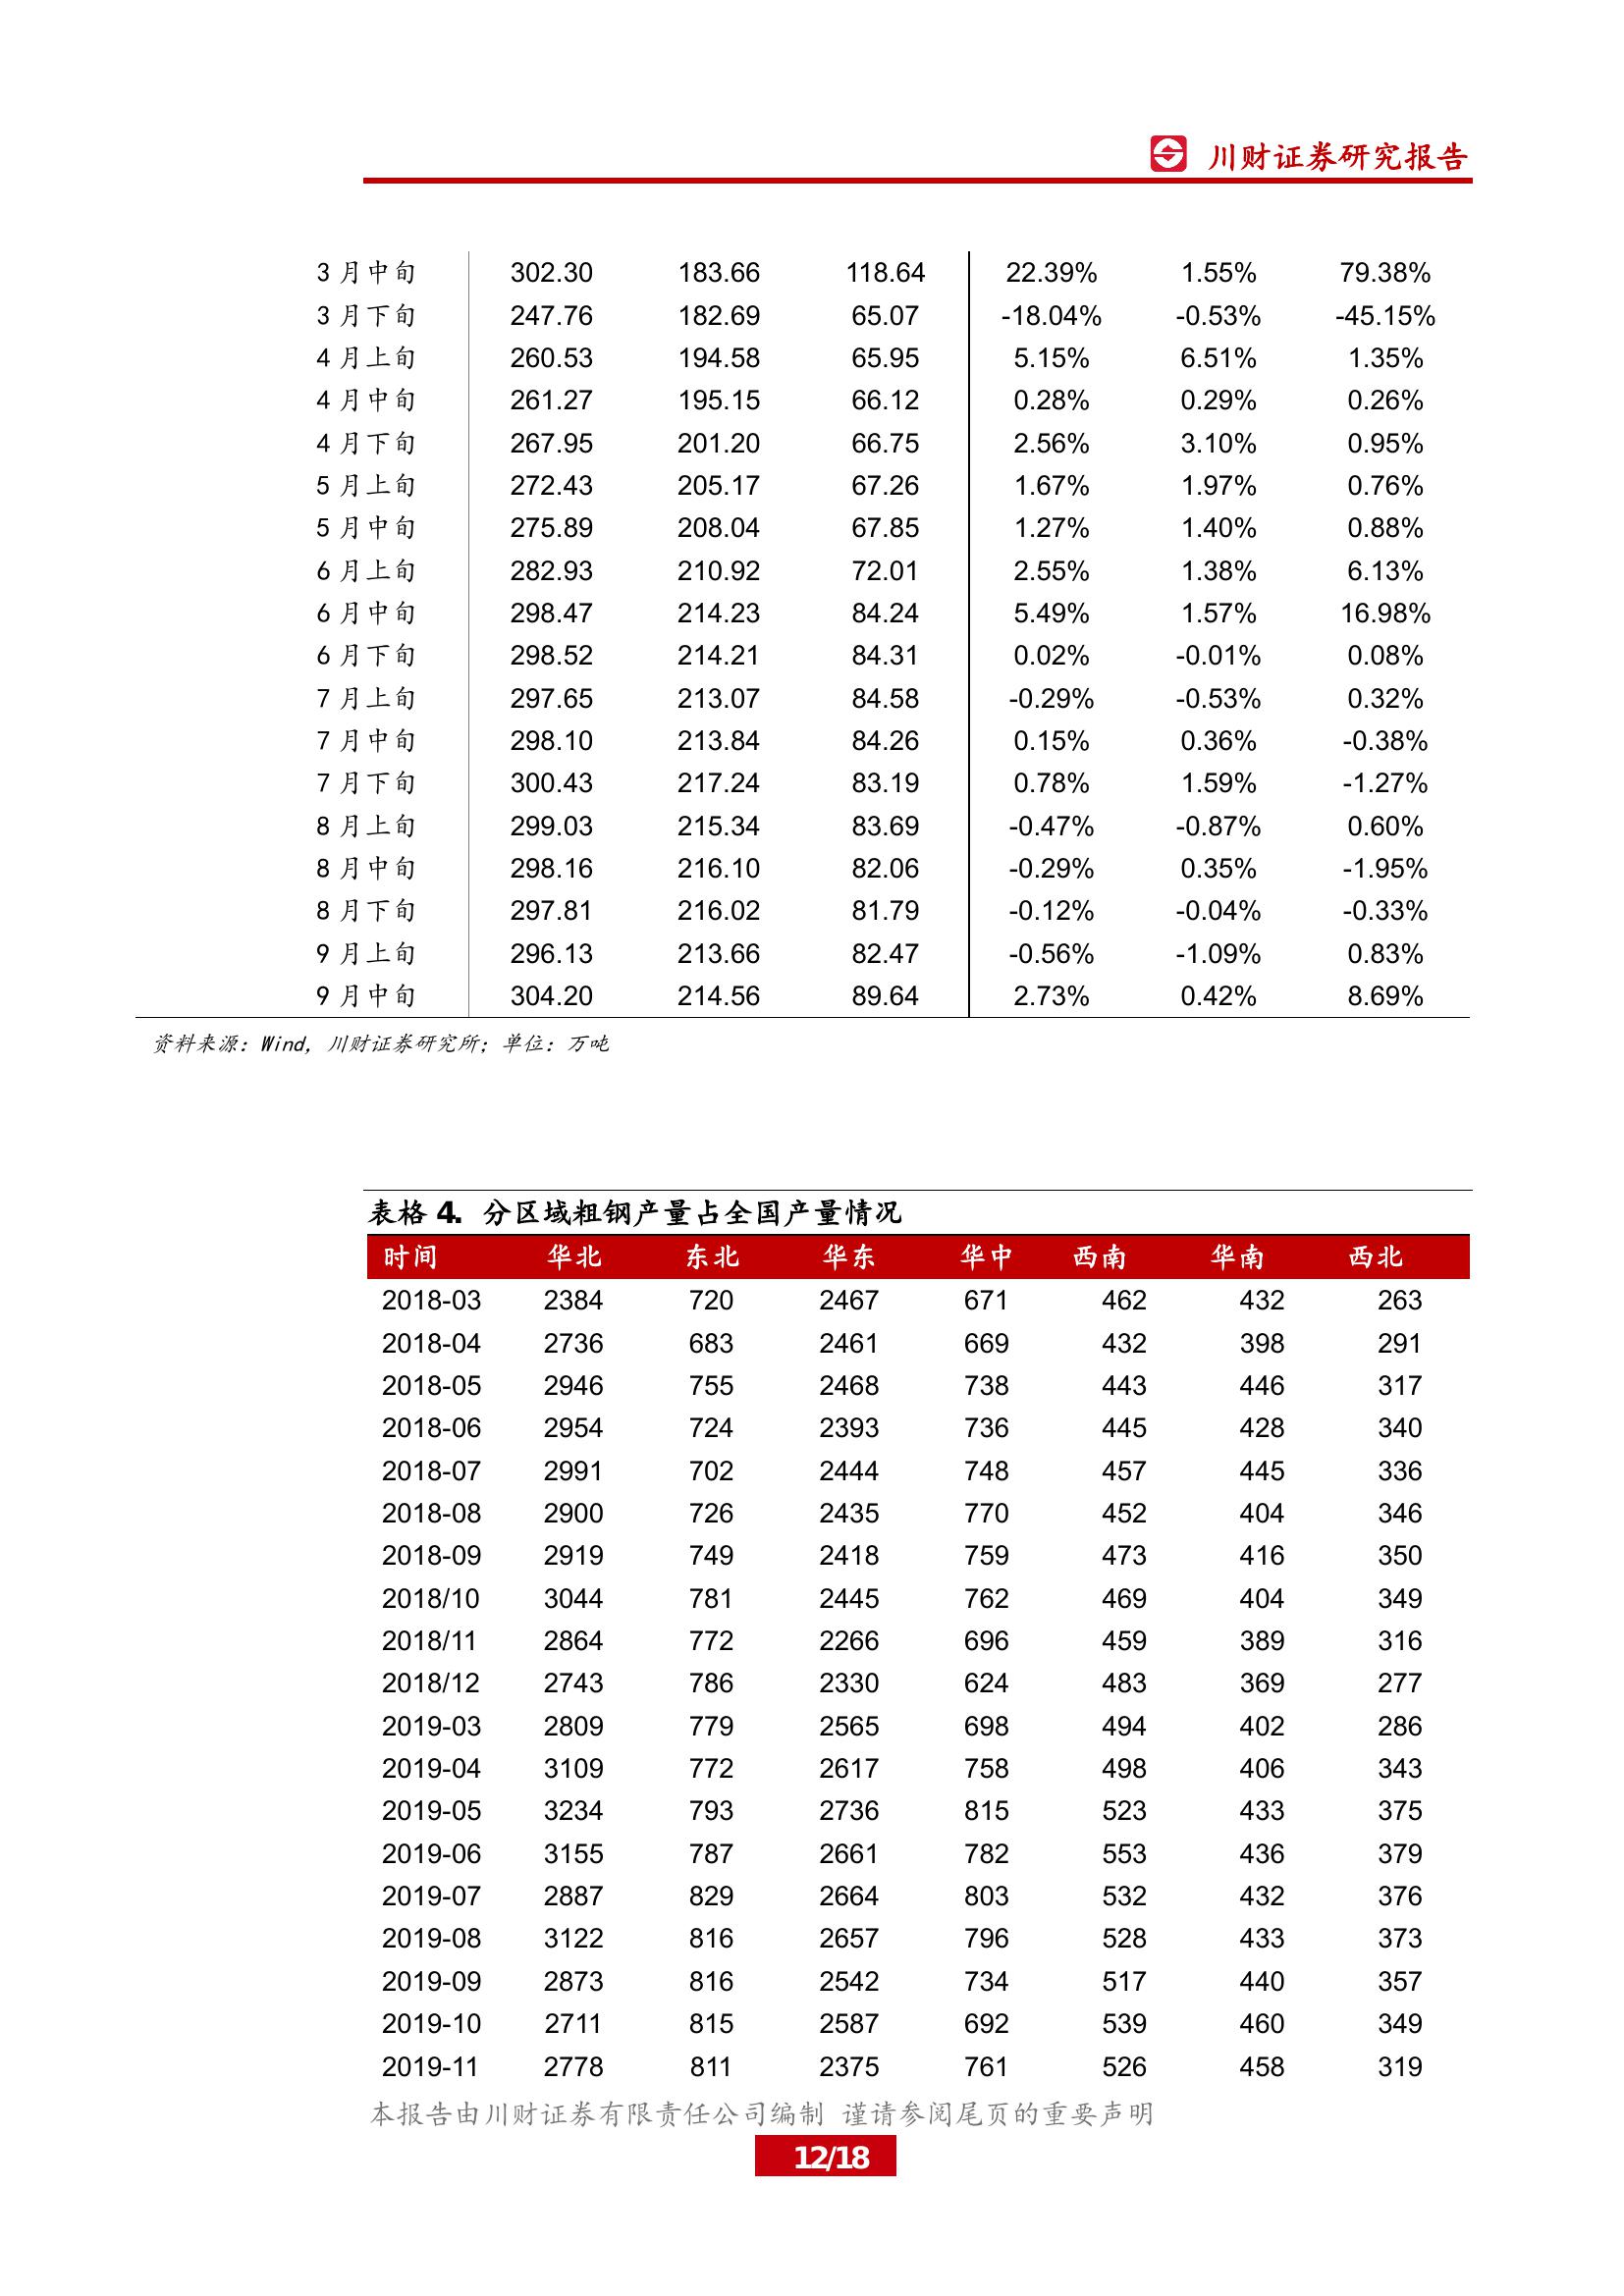 川财证券研究报告
3 月中旬 302.30 183.66 118.64 22.39% 1.55% 79.38%
3 月下旬 247.76 182.69 65.07 -18.04% -0.53% -45.15%
4 月上旬 260.53 194.58 65.95 5.15% 6.51% 1.35%
4 月中旬 261.27 195.15 66.12 0.28% 0.29% 0.26%
4 月下旬 267.95 201.20 66.75 2.56% 3.10% 0.95%
5 月上旬 272.43 205.17 67.26 1.67% 1.97% 0.76%
5 月中旬 275.89 208.04 67.85 1.27% 1.40% 0.88%
6 月上旬 282.93 210.92 72.01 2.55% 1.38% 6.13%
6 月中旬 298.47 214.23 84.24 5.49% 1.57% 16.98%
6 月下旬 298.52 214.21 84.31 0.02% -0.01% 0.08%
7 月上旬 297.65 213.07 84.58 -0.29% -0.53% 0.32%
7 月中旬 298.10 213.84 84.26 0.15% 0.36% -0.38%
7 月下旬 300.43 217.24 83.19 0.78% 1.59% -1.27%
8 月上旬 299.03 215.34 83.69 -0.47% -0.87% 0.60%
8 月中旬 298.16 216.10 82.06 -0.29% 0.35% -1.95%
8 月下旬 297.81 216.02 81.79 -0.12% -0.04% -0.33%
9 月上旬 296.13 213.66 82.47 -0.56% -1.09% 0.83%
9 月中旬 304.20 214.56 89.64 2.73% 0.42% 8.69%
资料来源：Wind，川财证券研究所；单位：万吨
表格 4. 分区域粗钢产量占全国产量情况
时间 华北 东北 华东 华中 西南 华南 西北
2018-03 2384 720 2467 671 462 432 263
2018-04 2736 683 2461 669 432 398 291
2018-05 2946 755 2468 738 443 446 317
2018-06 2954 724 2393 736 445 428 340
2018-07 2991 702 2444 748 457 445 336
2018-08 2900 726 2435 770 452 404 346
2018-09 2919 749 2418 759 473 416 350
2018/10 3044 781 2445 762 469 404 349
2018/11 2864 772 2266 696 459 389 316
2018/12 2743 786 2330 624 483 369 277
2019-03 2809 779 2565 698 494 402 286
2019-04 3109 772 2617 758 498 406 343
2019-05 3234 793 2736 815 523 433 375
2019-06 3155 787 2661 782 553 436 379
2019-07 2887 829 2664 803 532 432 376
2019-08 3122 816 2657 796 528 433 373
2019-09 2873 816 2542 734 517 440 357
2019-10 2711 815 2587 692 539 460 349
2019-11 2778 811 2375 761 526 458 319
本报告由川财证券有限责任公司编制 谨请参阅尾页的重要声明
12/18